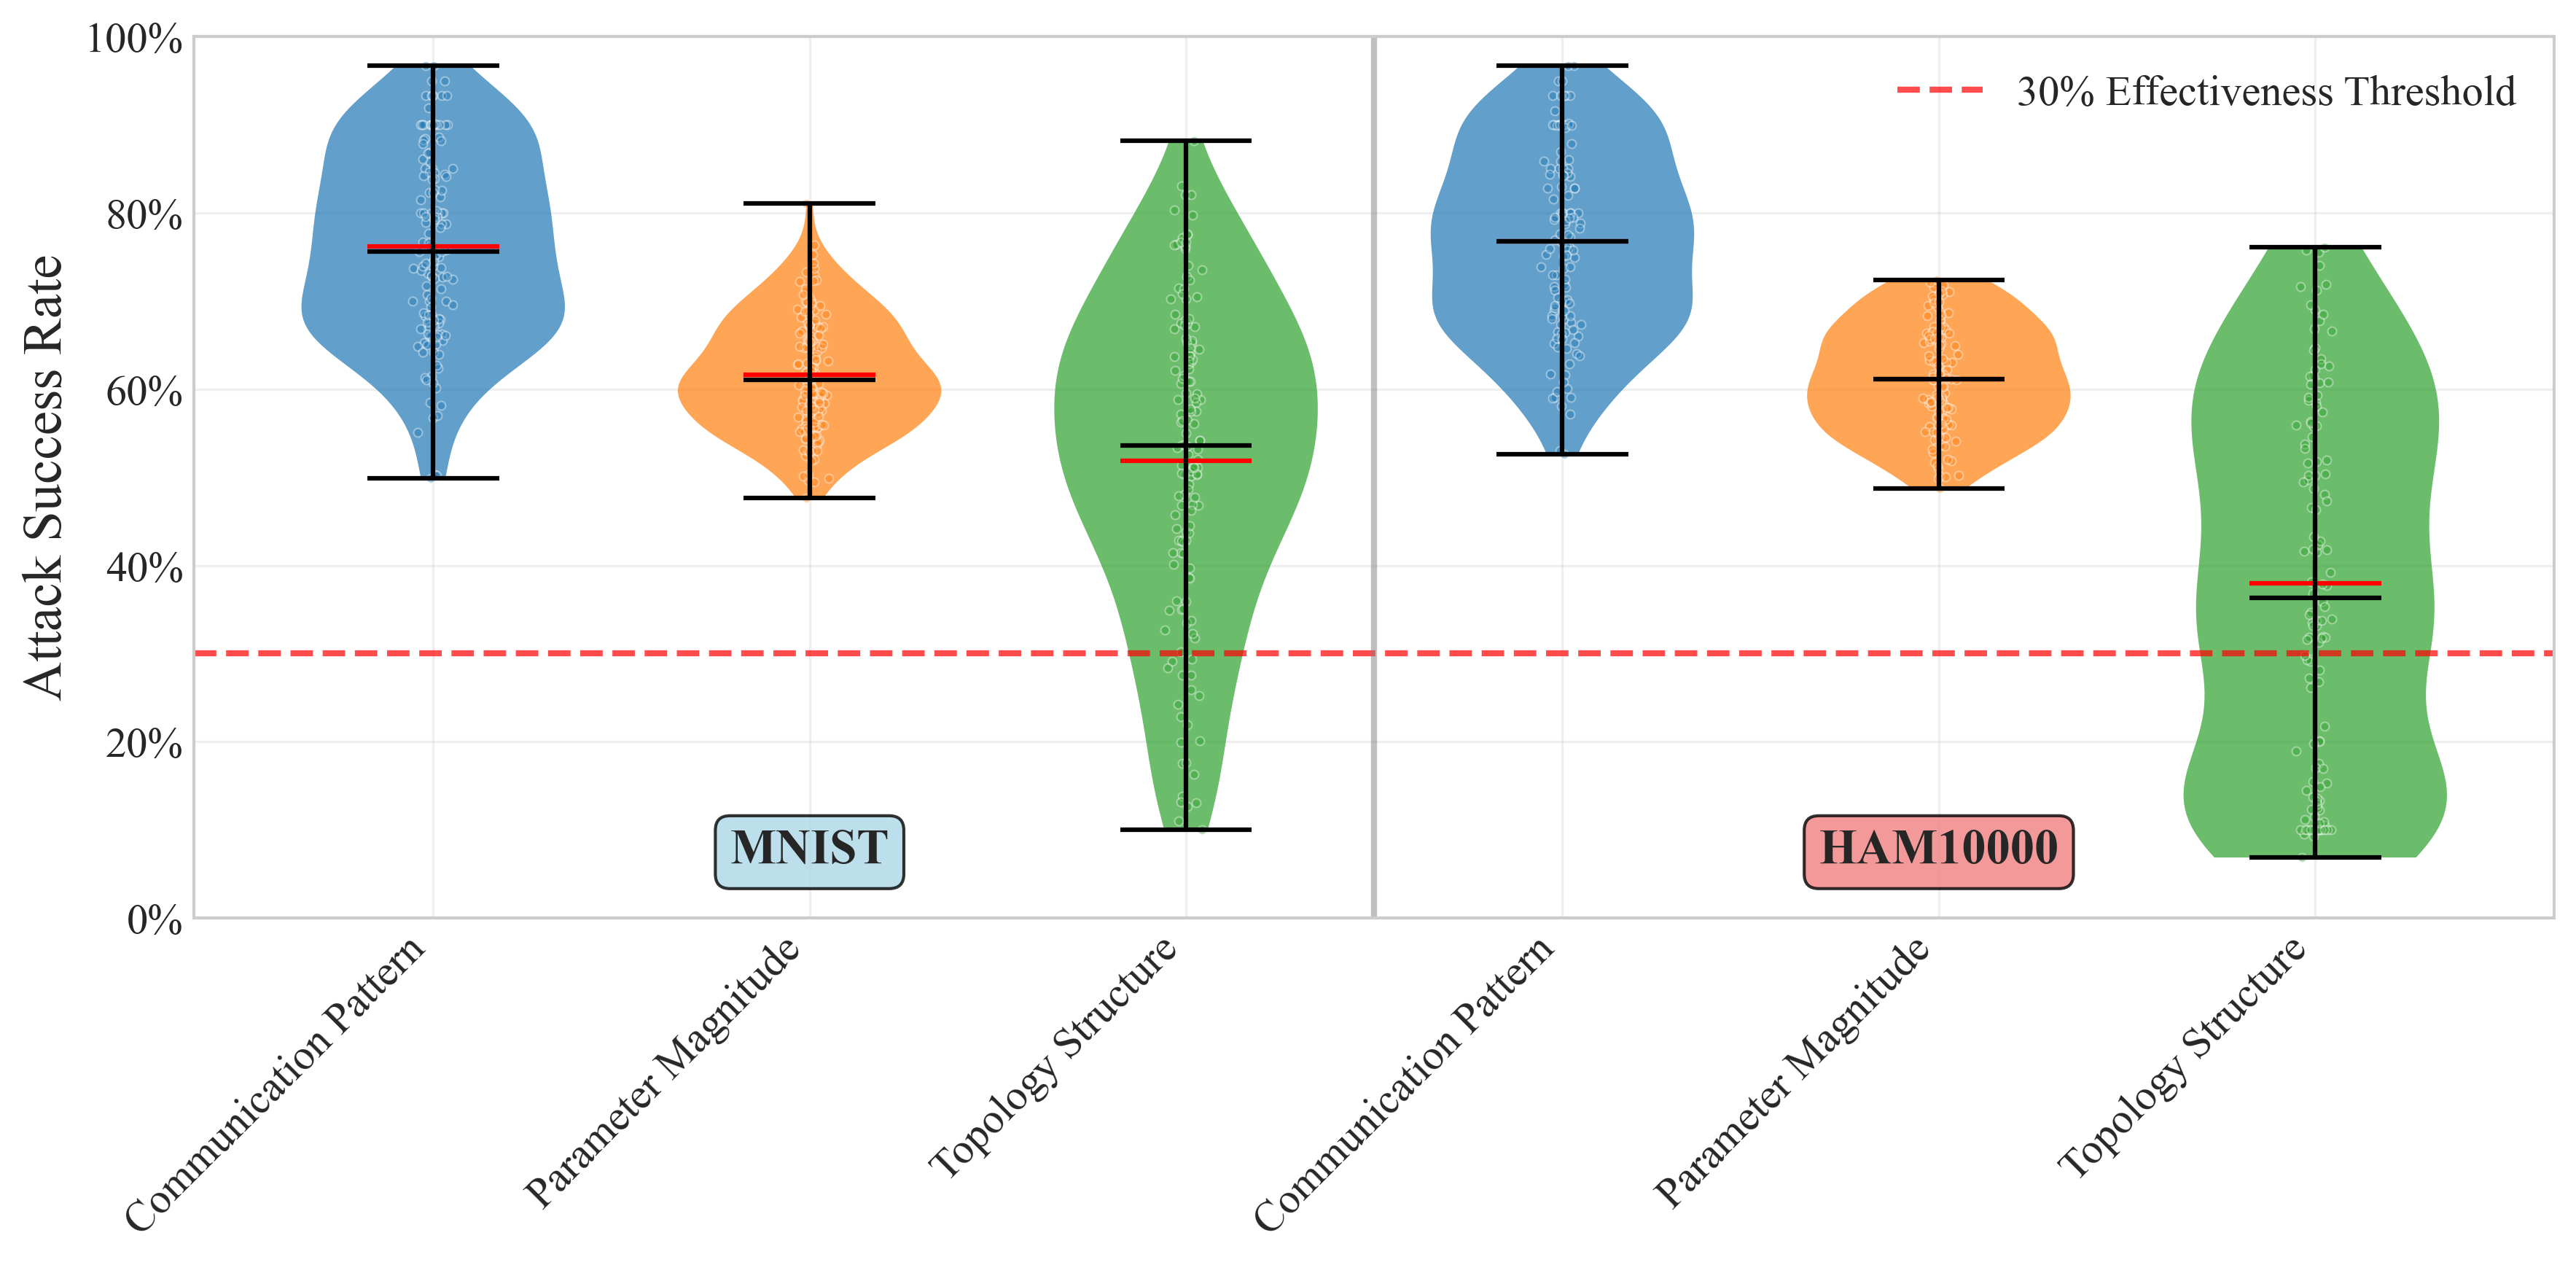 Attack Success Rate
100%
80%
60%
40%
20%
0%
30% Effectiveness Threshold
MNIST
HAM10000
Communication Pattern
Parameter Magnitude
Topology Structure
Communication Pattern
Parameter Magnitude
Topology Structure